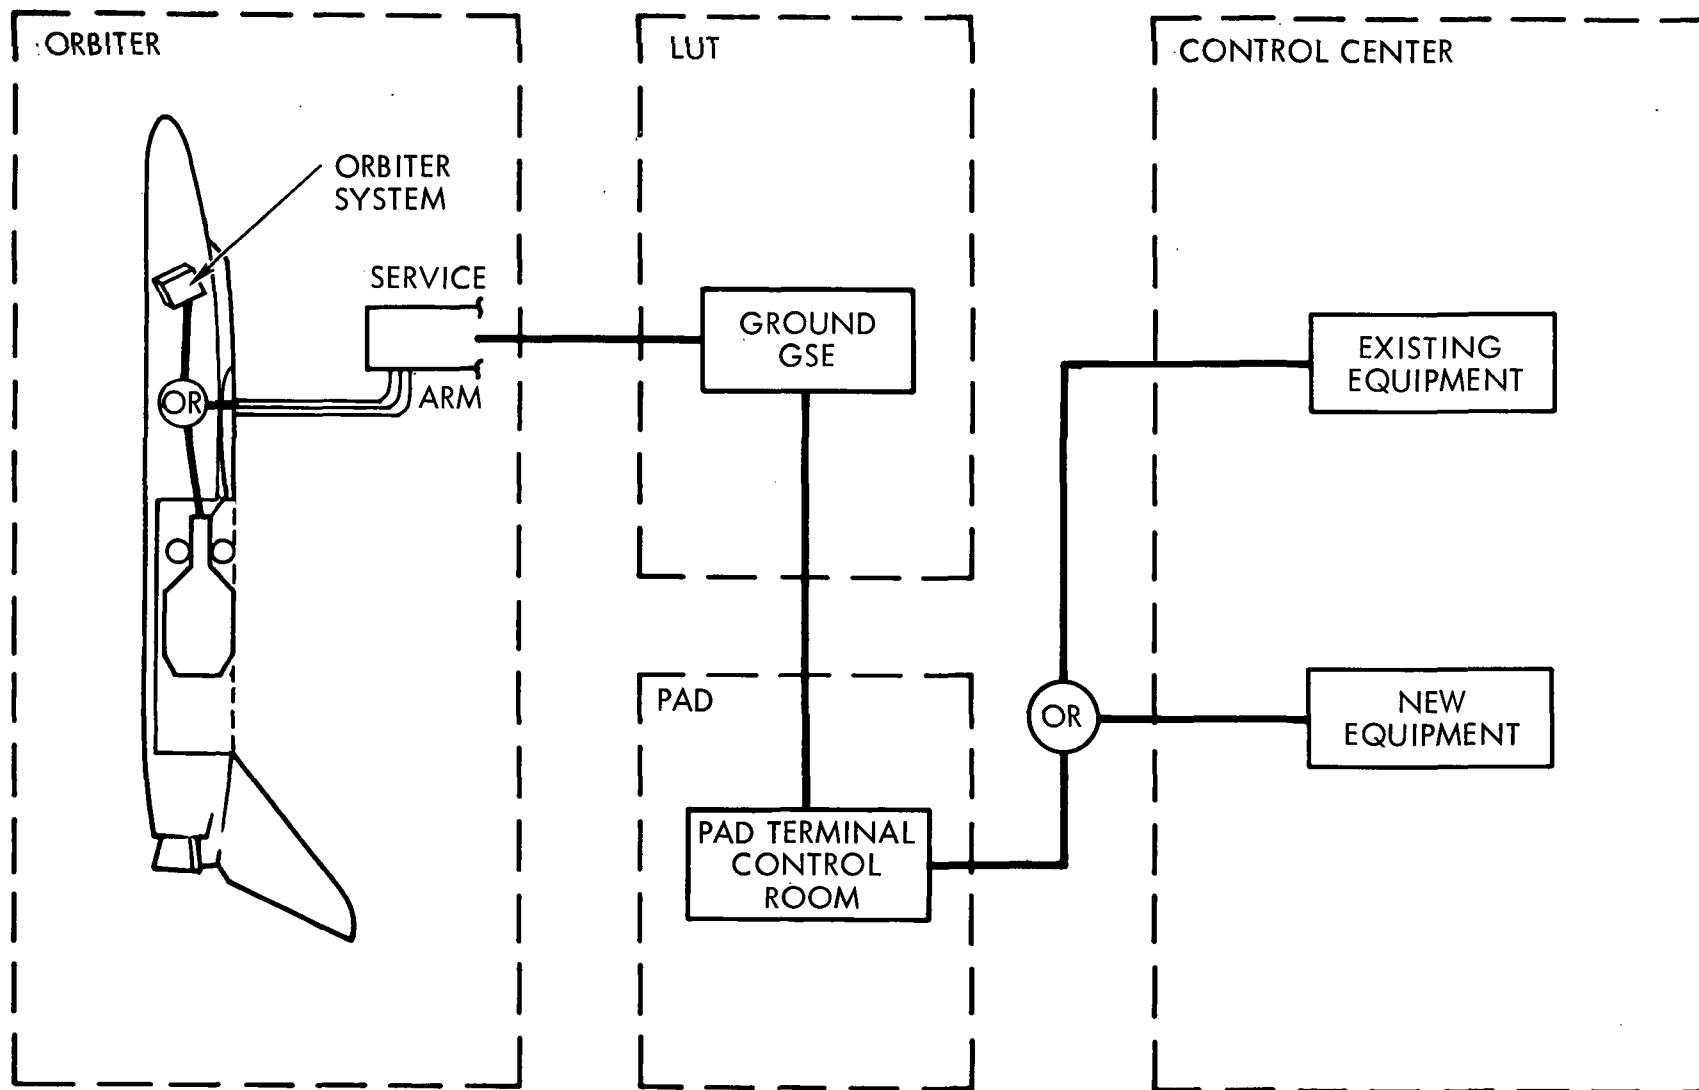 ORBITER
ORBITER
SYSTEM
SERVICE
ARM
OR
LUT
GROUND
GSE
PAD
PAD TERMINAL
CONTROL
ROOM
OR
CONTROL CENTER
EXISTING
EQUIPMENT
NEW
EQUIPMENT